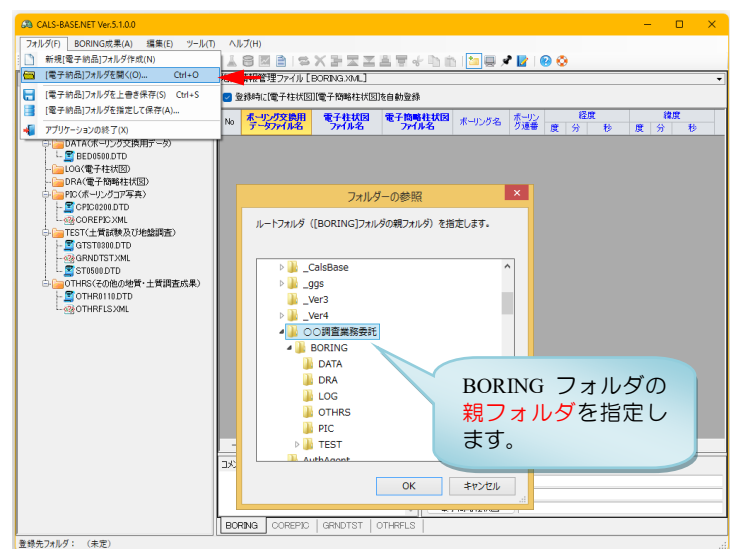 CALS-BASE.NET Ver.5.1.0.0
フォルダ(F) BORING成果(A) 編集(E) ツール(T) ヘルプ(H)
新規[電子納品]フォルダ作成(N)
[電子納品]フォルダを開く(O)... Ctrl+O
[電子納品]フォルダを上書き保存(S) Ctrl+S
[電子納品]フォルダを指定して保存(A)...
アプリケーションの終了(X)
管理ファイル [BORING.XML]
登録時に[電子柱状図][電子簡略柱状図]を自動登録
No ボーリング交換用データファイル名 電子柱状図ファイル名 電子簡略柱状図ファイル名 ボーリング名 ボーリング連番 経度 緯度
度 分 秒 度 分 秒
DATA(ボーリング交換用データ)
BED0500.DTD
LOG(電子柱状図)
DRA(電子簡略柱状図)
PIC(ボーリングコア写真)
CPIC0200.DTD
COREPIC.XML
TEST(土質試験及び地盤調査)
GTST0300.DTD
GRNDTST.XML
ST0500.DTD
OTHRS(その他の地質・土質調査成果)
OTHR0110.DTD
OTHRFLS.XML
フォルダーの参照
ルートフォルダ（[BORING]フォルダの親フォルダ）を指定します。
_CalsBase
_ggs
_Ver3
_Ver4
〇〇調査業務委託
BORING
DATA
DRA
LOG
OTHRS
PIC
TEST
AuthAgent
OK キャンセル
BORING フォルダの
親フォルダを指定し
ます。
BORING COREPIC GRNDTST OTHRFLS
登録先フォルダ： （未定）